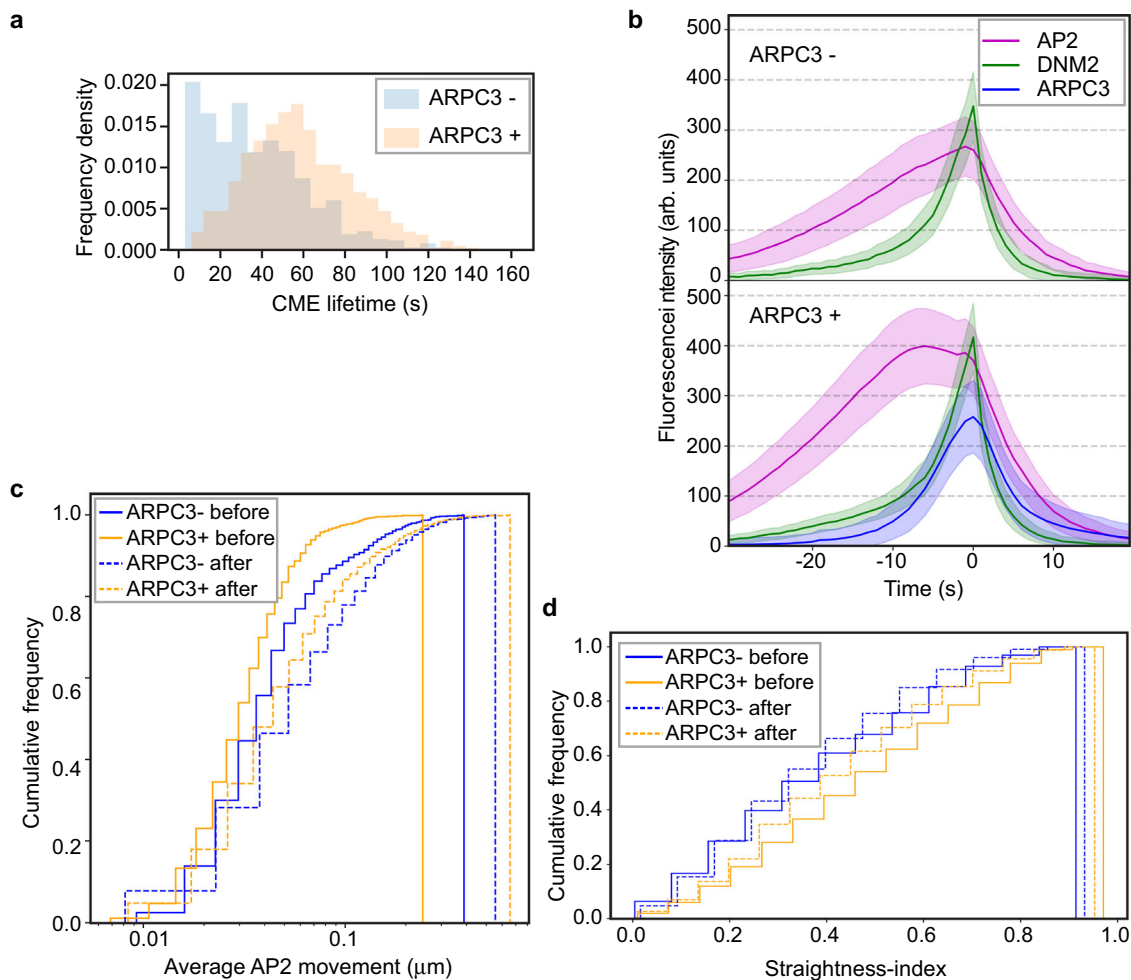 a
ARPC3 -
ARPC3 +
0.020
0.015
0.010
0.005
0.000
Frequency density
0 20 40 60 80 100 120 140 160
CME lifetime (s)
b
ARPC3 -
AP2
DNM2
ARPC3
500
400
300
200
100
0
ARPC3 +
500
400
300
200
100
0
Fluorescencei ntensity (arb. units)
-20 -10 0 10
Time (s)
c
ARPC3- before
ARPC3+ before
ARPC3- after
ARPC3+ after
1.0
0.8
0.6
0.4
0.2
0.0
Cumulative frequency
0.01 0.1
Average AP2 movement (μm)
d
ARPC3- before
ARPC3+ before
ARPC3- after
ARPC3+ after
1.0
0.8
0.6
0.4
0.2
0.0
Cumulative frequency
0.0 0.2 0.4 0.6 0.8 1.0
Straightness-index